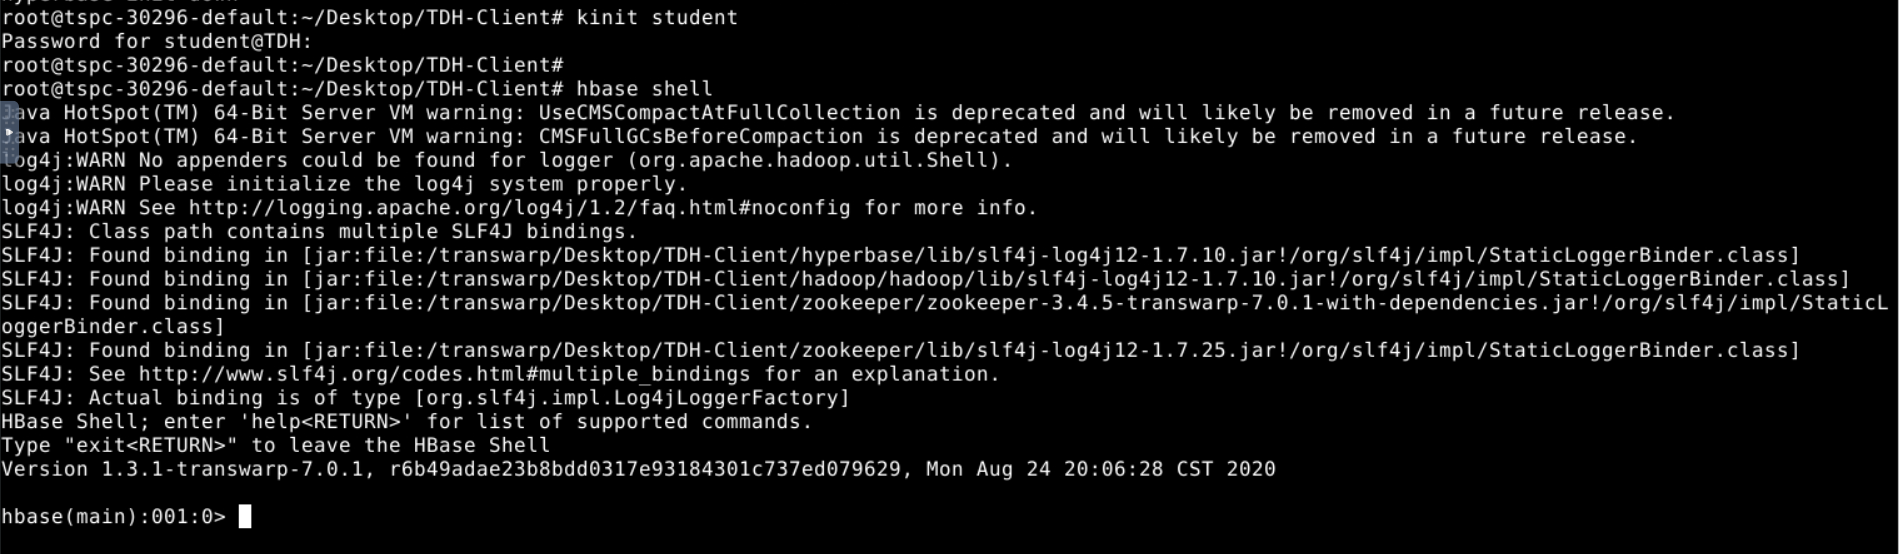 root@tspc-30296-default:~/Desktop/TDH-Client# kinit student
Password for student@TDH:
root@tspc-30296-default:~/Desktop/TDH-Client#
root@tspc-30296-default:~/Desktop/TDH-Client# hbase shell
Java HotSpot(TM) 64-Bit Server VM warning: UseCMSCompactAtFullCollection is deprecated and will likely be removed in a future release.
Java HotSpot(TM) 64-Bit Server VM warning: CMSFullGCsBeforeCompaction is deprecated and will likely be removed in a future release.
log4j:WARN No appenders could be found for logger (org.apache.hadoop.util.Shell).
log4j:WARN Please initialize the log4j system properly.
log4j:WARN See http://logging.apache.org/log4j/1.2/faq.html#noconfig for more info.
SLF4J: Class path contains multiple SLF4J bindings.
SLF4J: Found binding in [jar:file:/transwarp/Desktop/TDH-Client/hyperbase/lib/slf4j-log4j12-1.7.10.jar!/org/slf4j/impl/StaticLoggerBinder.class]
SLF4J: Found binding in [jar:file:/transwarp/Desktop/TDH-Client/hadoop/hadoop/lib/slf4j-log4j12-1.7.10.jar!/org/slf4j/impl/StaticLoggerBinder.class]
SLF4J: Found binding in [jar:file:/transwarp/Desktop/TDH-Client/zookeeper/zookeeper-3.4.5-transwarp-7.0.1-with-dependencies.jar!/org/slf4j/impl/StaticL
oggerBinder.class]
SLF4J: Found binding in [jar:file:/transwarp/Desktop/TDH-Client/zookeeper/lib/slf4j-log4j12-1.7.25.jar!/org/slf4j/impl/StaticLoggerBinder.class]
SLF4J: See http://www.slf4j.org/codes.html#multiple_bindings for an explanation.
SLF4J: Actual binding is of type [org.slf4j.impl.Log4jLoggerFactory]
HBase Shell; enter 'help<RETURN>' for list of supported commands.
Type "exit<RETURN>" to leave the HBase Shell
Version 1.3.1-transwarp-7.0.1, r6b49adae23b8bdd0317e93184301c737ed079629, Mon Aug 24 20:06:28 CST 2020
hbase(main):001:0>